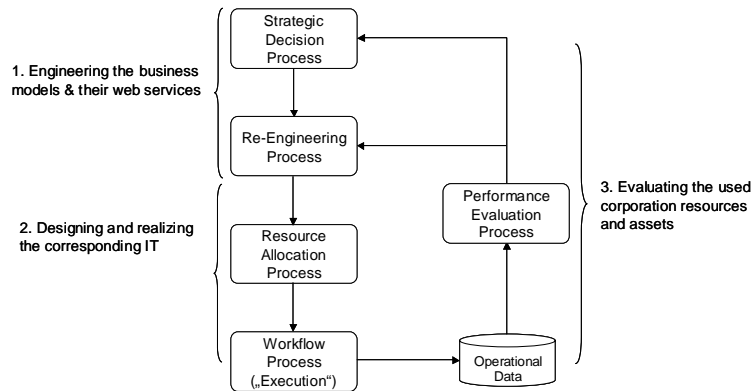 Strategic
Decision
Process
1. Engineering the business
models & their web services
Re-Engineering
Process
Performance
Evaluation
Process
3. Evaluating the used
corporation resources
and assets
2. Designing and realizing
the corresponding IT
Resource
Allocation
Process
Workflow
Process
(„Execution“)
Operational
Data